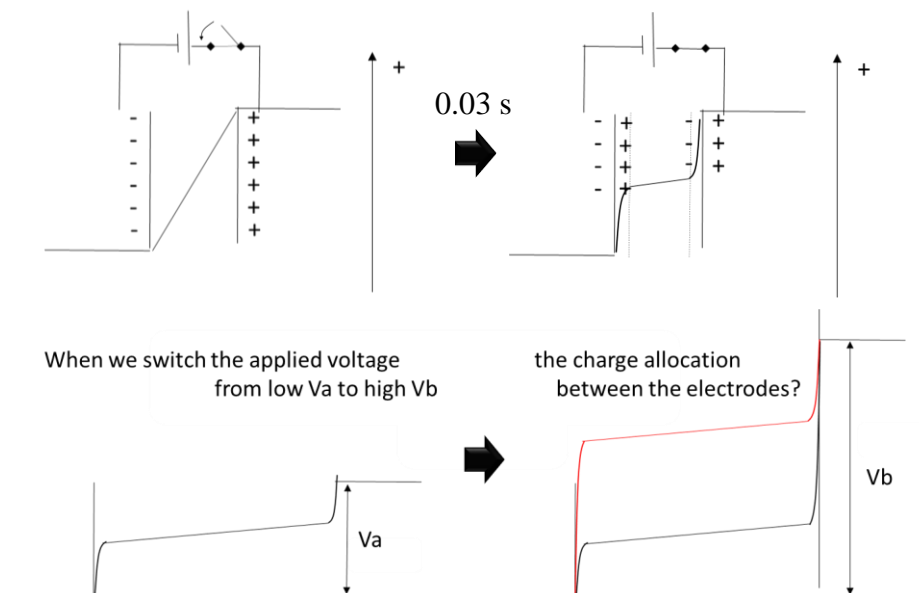 +
+
0.03 s
- +
- +
- +
- +
- +
- +
- + - +
- + - +
- + - +
- +
When we switch the applied voltage
from low Va to high Vb
the charge allocation
between the electrodes?
Va
Vb